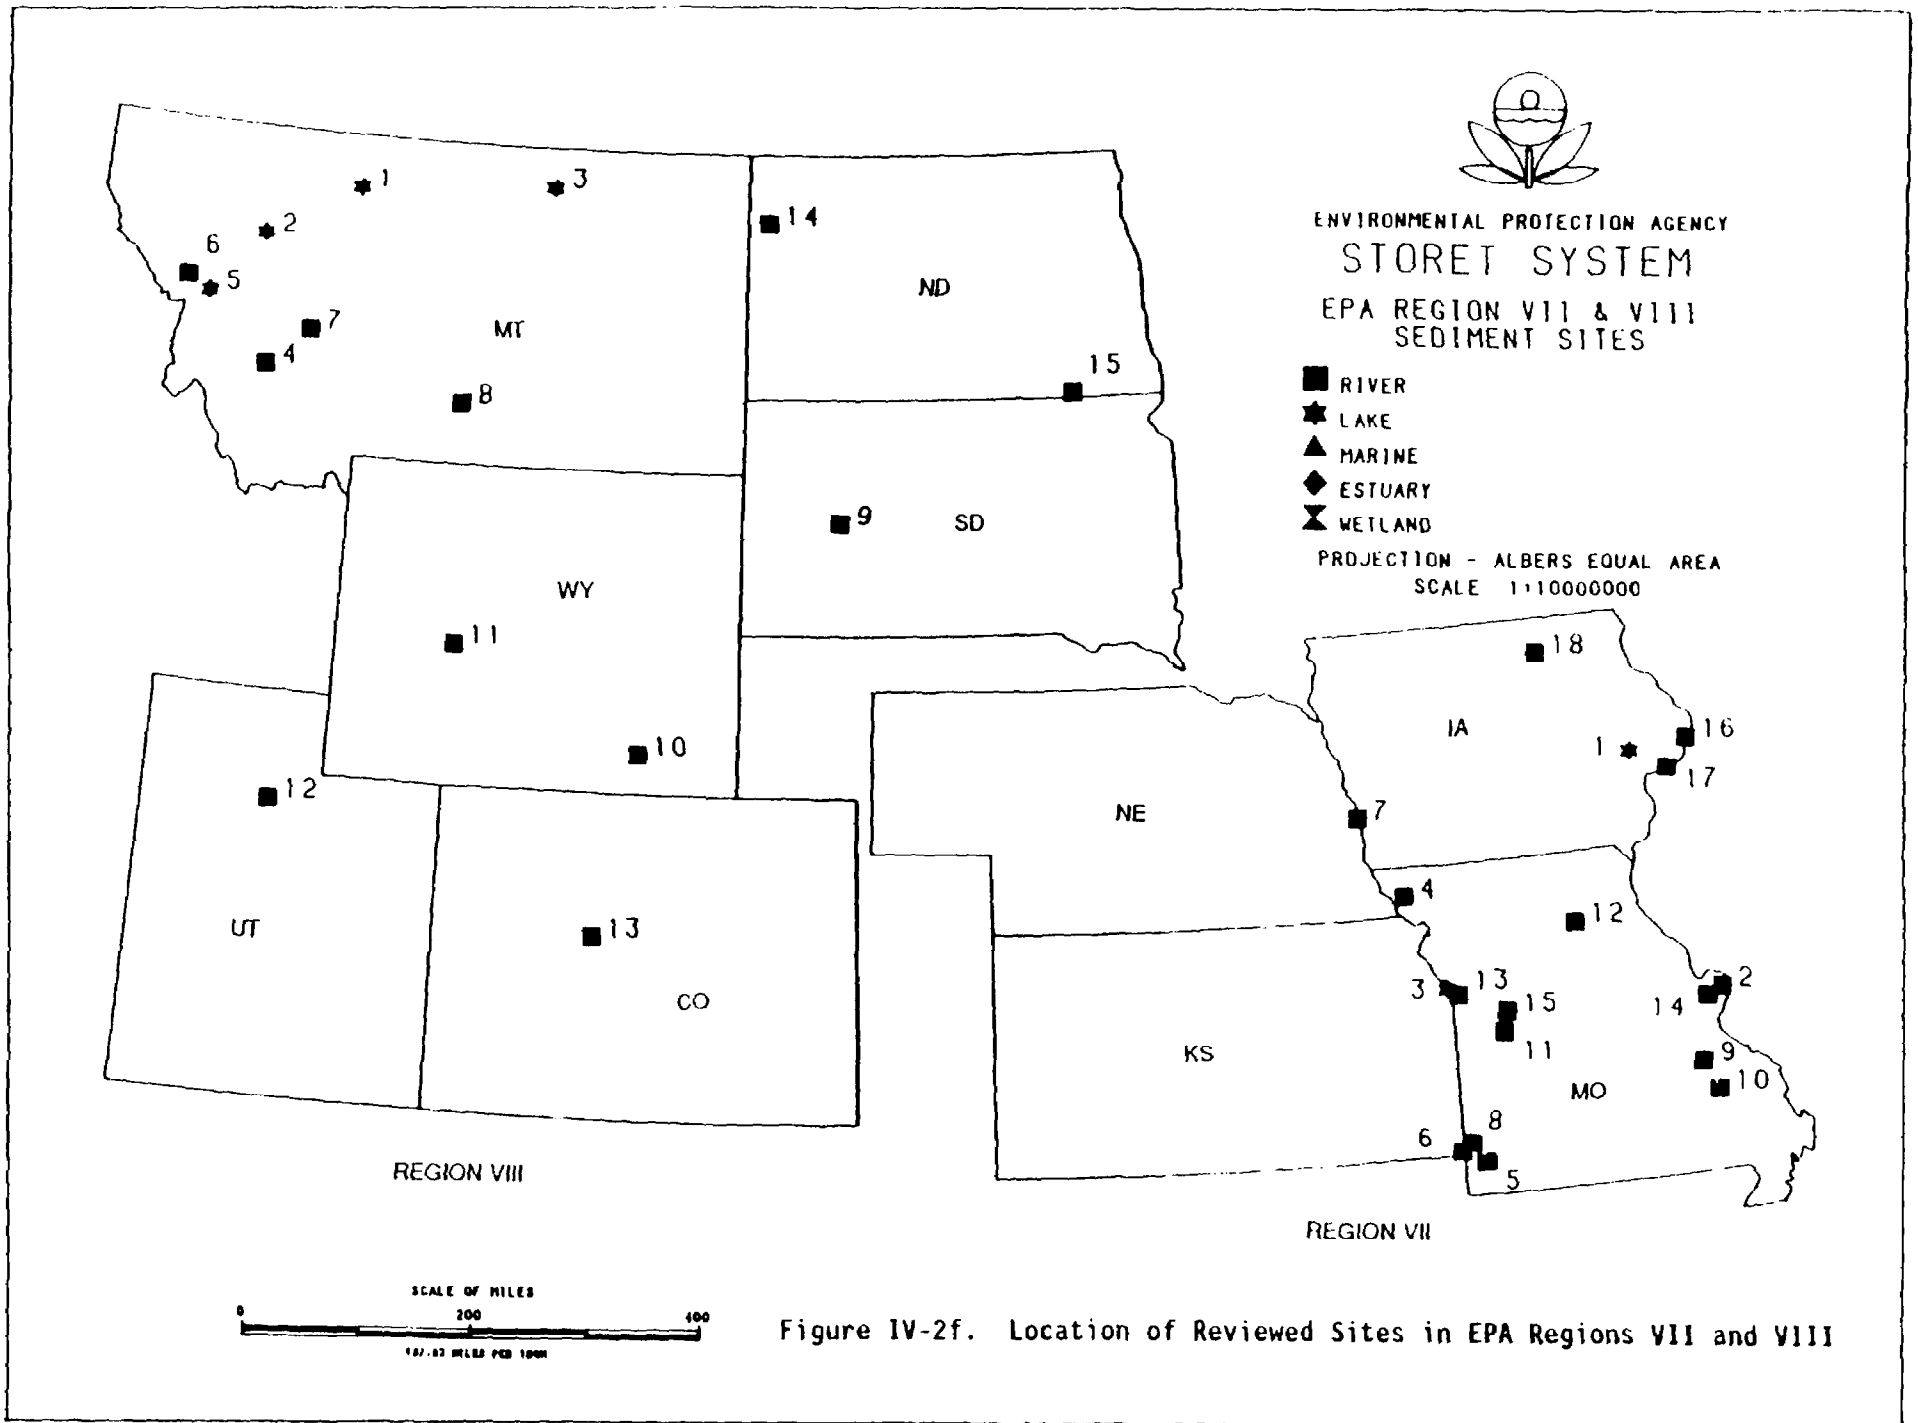 ENVIRONMENTAL PROTECTION AGENCY
STORET SYSTEM
EPA REGION VII & VIII
SEDIMENT SITES
RIVER
LAKE
MARINE
ESTUARY
WETLAND
PROJECTION - ALBERS EQUAL AREA
SCALE 1:10000000
1
3
2
14
6
5
ND
7
MT
4
15
8
9
SD
WY
11
18
10
IA
16
1
17
12
7
NE
4
UT
13
12
CO
3
13
2
15
14
KS
11
9
MO
10
8
6
5
REGION VIII
REGION VII
SCALE OF MILES
0 200 400
Figure IV-2f. Location of Reviewed Sites in EPA Regions VII and VIII